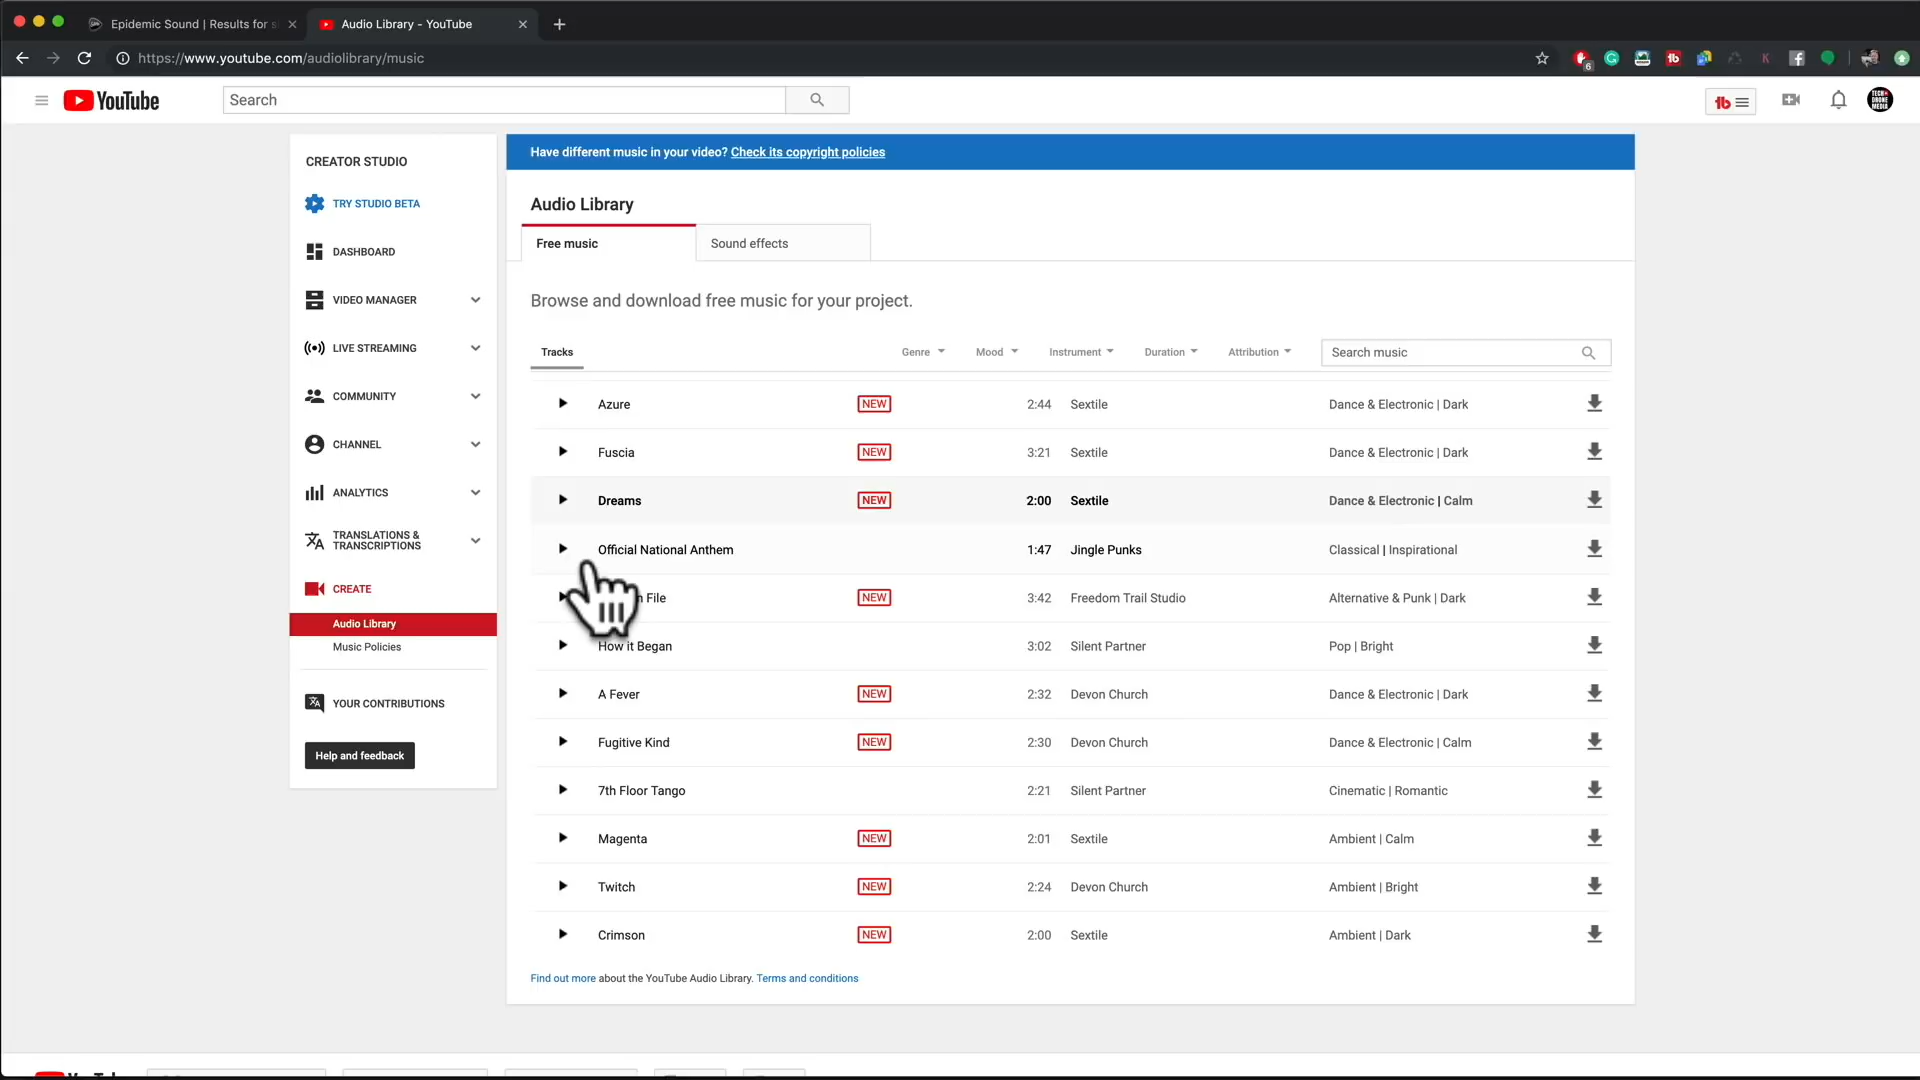 Epidemic Sound | Results for s
Audio Library - YouTube
https://www.youtube.com/audiolibrary/music
6
YouTube
Search
TECH
DRONE
MEDIA
CREATOR STUDIO
TRY STUDIO BETA
DASHBOARD
VIDEO MANAGER
LIVE STREAMING
COMMUNITY
CHANNEL
ANALYTICS
TRANSLATIONS &
TRANSCRIPTIONS
CREATE
Audio Library
Music Policies
YOUR CONTRIBUTIONS
Help and feedback
Have different music in your video? Check its copyright policies
Audio Library
Free music Sound effects
Browse and download free music for your project.
Tracks Genre Mood Instrument Duration Attribution Search music
Azure NEW 2:44 Sextile Dance & Electronic | Dark
Fuscia NEW 3:21 Sextile Dance & Electronic | Dark
Dreams NEW 2:00 Sextile Dance & Electronic | Calm
Official National Anthem 1:47 Jingle Punks Classical | Inspirational
File NEW 3:42 Freedom Trail Studio Alternative & Punk | Dark
How it Began 3:02 Silent Partner Pop | Bright
A Fever NEW 2:32 Devon Church Dance & Electronic | Dark
Fugitive Kind NEW 2:30 Devon Church Dance & Electronic | Calm
7th Floor Tango 2:21 Silent Partner Cinematic | Romantic
Magenta NEW 2:01 Sextile Ambient | Calm
Twitch NEW 2:24 Devon Church Ambient | Bright
Crimson NEW 2:00 Sextile Ambient | Dark
Find out more about the YouTube Audio Library. Terms and conditions